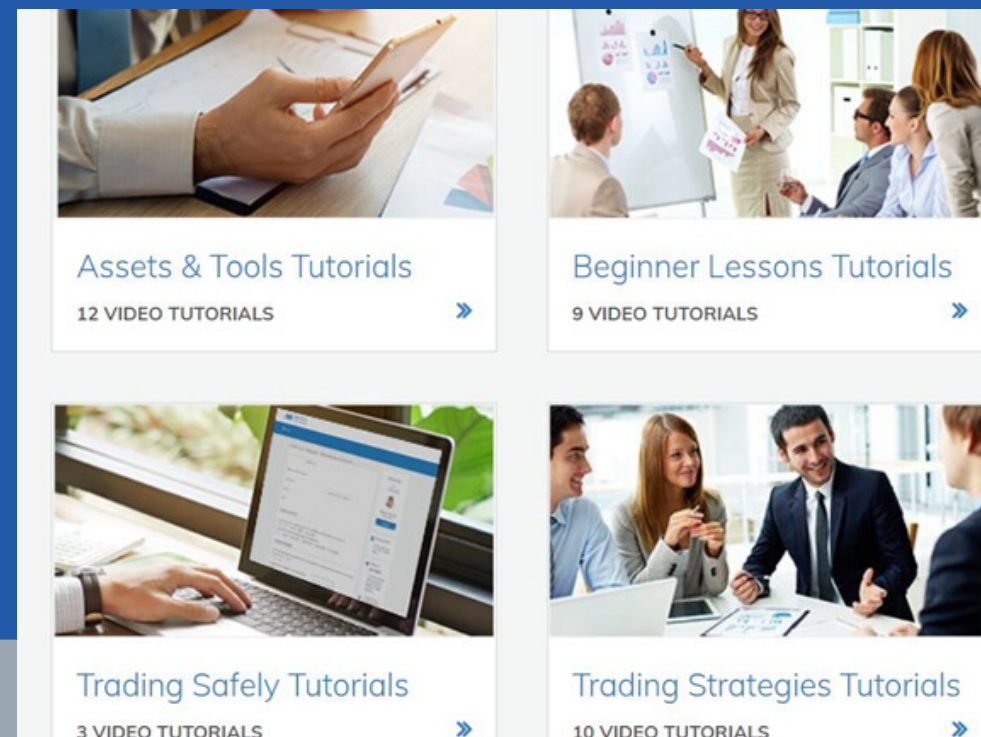 Assets & Tools Tutorials
12 VIDEO TUTORIALS
Beginner Lessons Tutorials
9 VIDEO TUTORIALS
Trading Safely Tutorials
3 VIDEO TUTORIALS
Trading Strategies Tutorials
10 VIDEO TUTORIALS